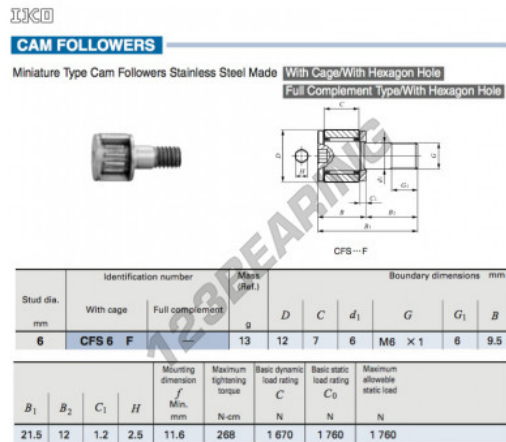 IKO
CAM FOLLOWERS
Miniature Type Cam Followers Stainless Steel Made With Cage/With Hexagon Hole
Full Complement Type/With Hexagon Hole
C
D
H
d1
G
G1
C1
B
B2
B1
CFS…F
123BEARING
Stud dia.
mm
Identification number
With cage
Full complement
Mass
(Ref.)
g
Boundary dimensions mm
D C d1 G G1 B
6 CFS 6 F — 13 12 7 6 M6 ×1 6 9.5
B1 B2 C1 H
Mounting
dimension
f
Min.
mm
Maximum
tightening
torque
N-cm
Basic dynamic
load rating
C
N
Basic static
load rating
C0
N
Maximum
allowable
static load
N
21.5 12 1.2 2.5 11.6 268 1 670 1 760 1 760